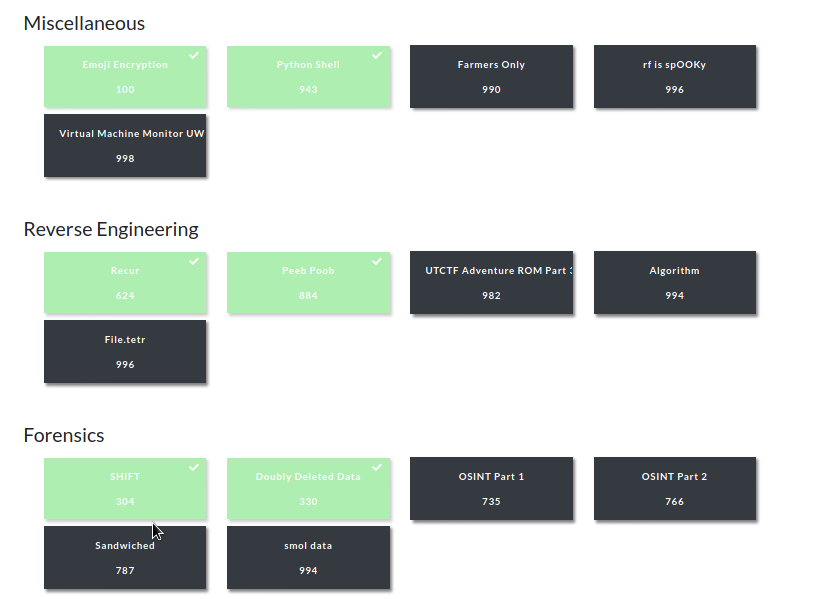 Miscellaneous
Emoji Encryption
100
Python Shell
943
Farmers Only
990
rf is spOOKy
996
Virtual Machine Monitor UW
998
Reverse Engineering
Recur
624
Peeb Poob
884
UTCTF Adventure ROM Part
982
Algorithm
994
File.tetr
996
Forensics
SHIFT
304
Doubly Deleted Data
330
OSINT Part 1
735
OSINT Part 2
766
Sandwiched
787
smol data
994